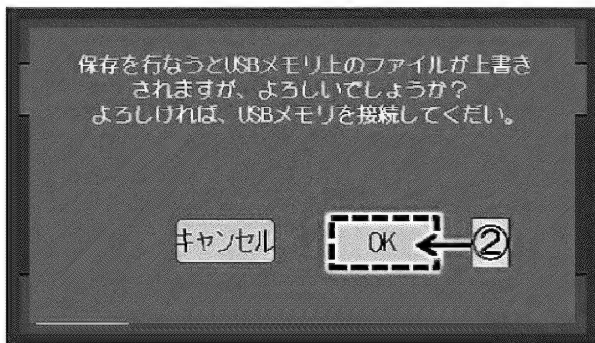 保存を行なうとUSBメモリ上のファイルが上書き
されますが、よろしいでしょうか?
よろしければ、USBメモリを接続してくだい。
キャンセル
OK
②